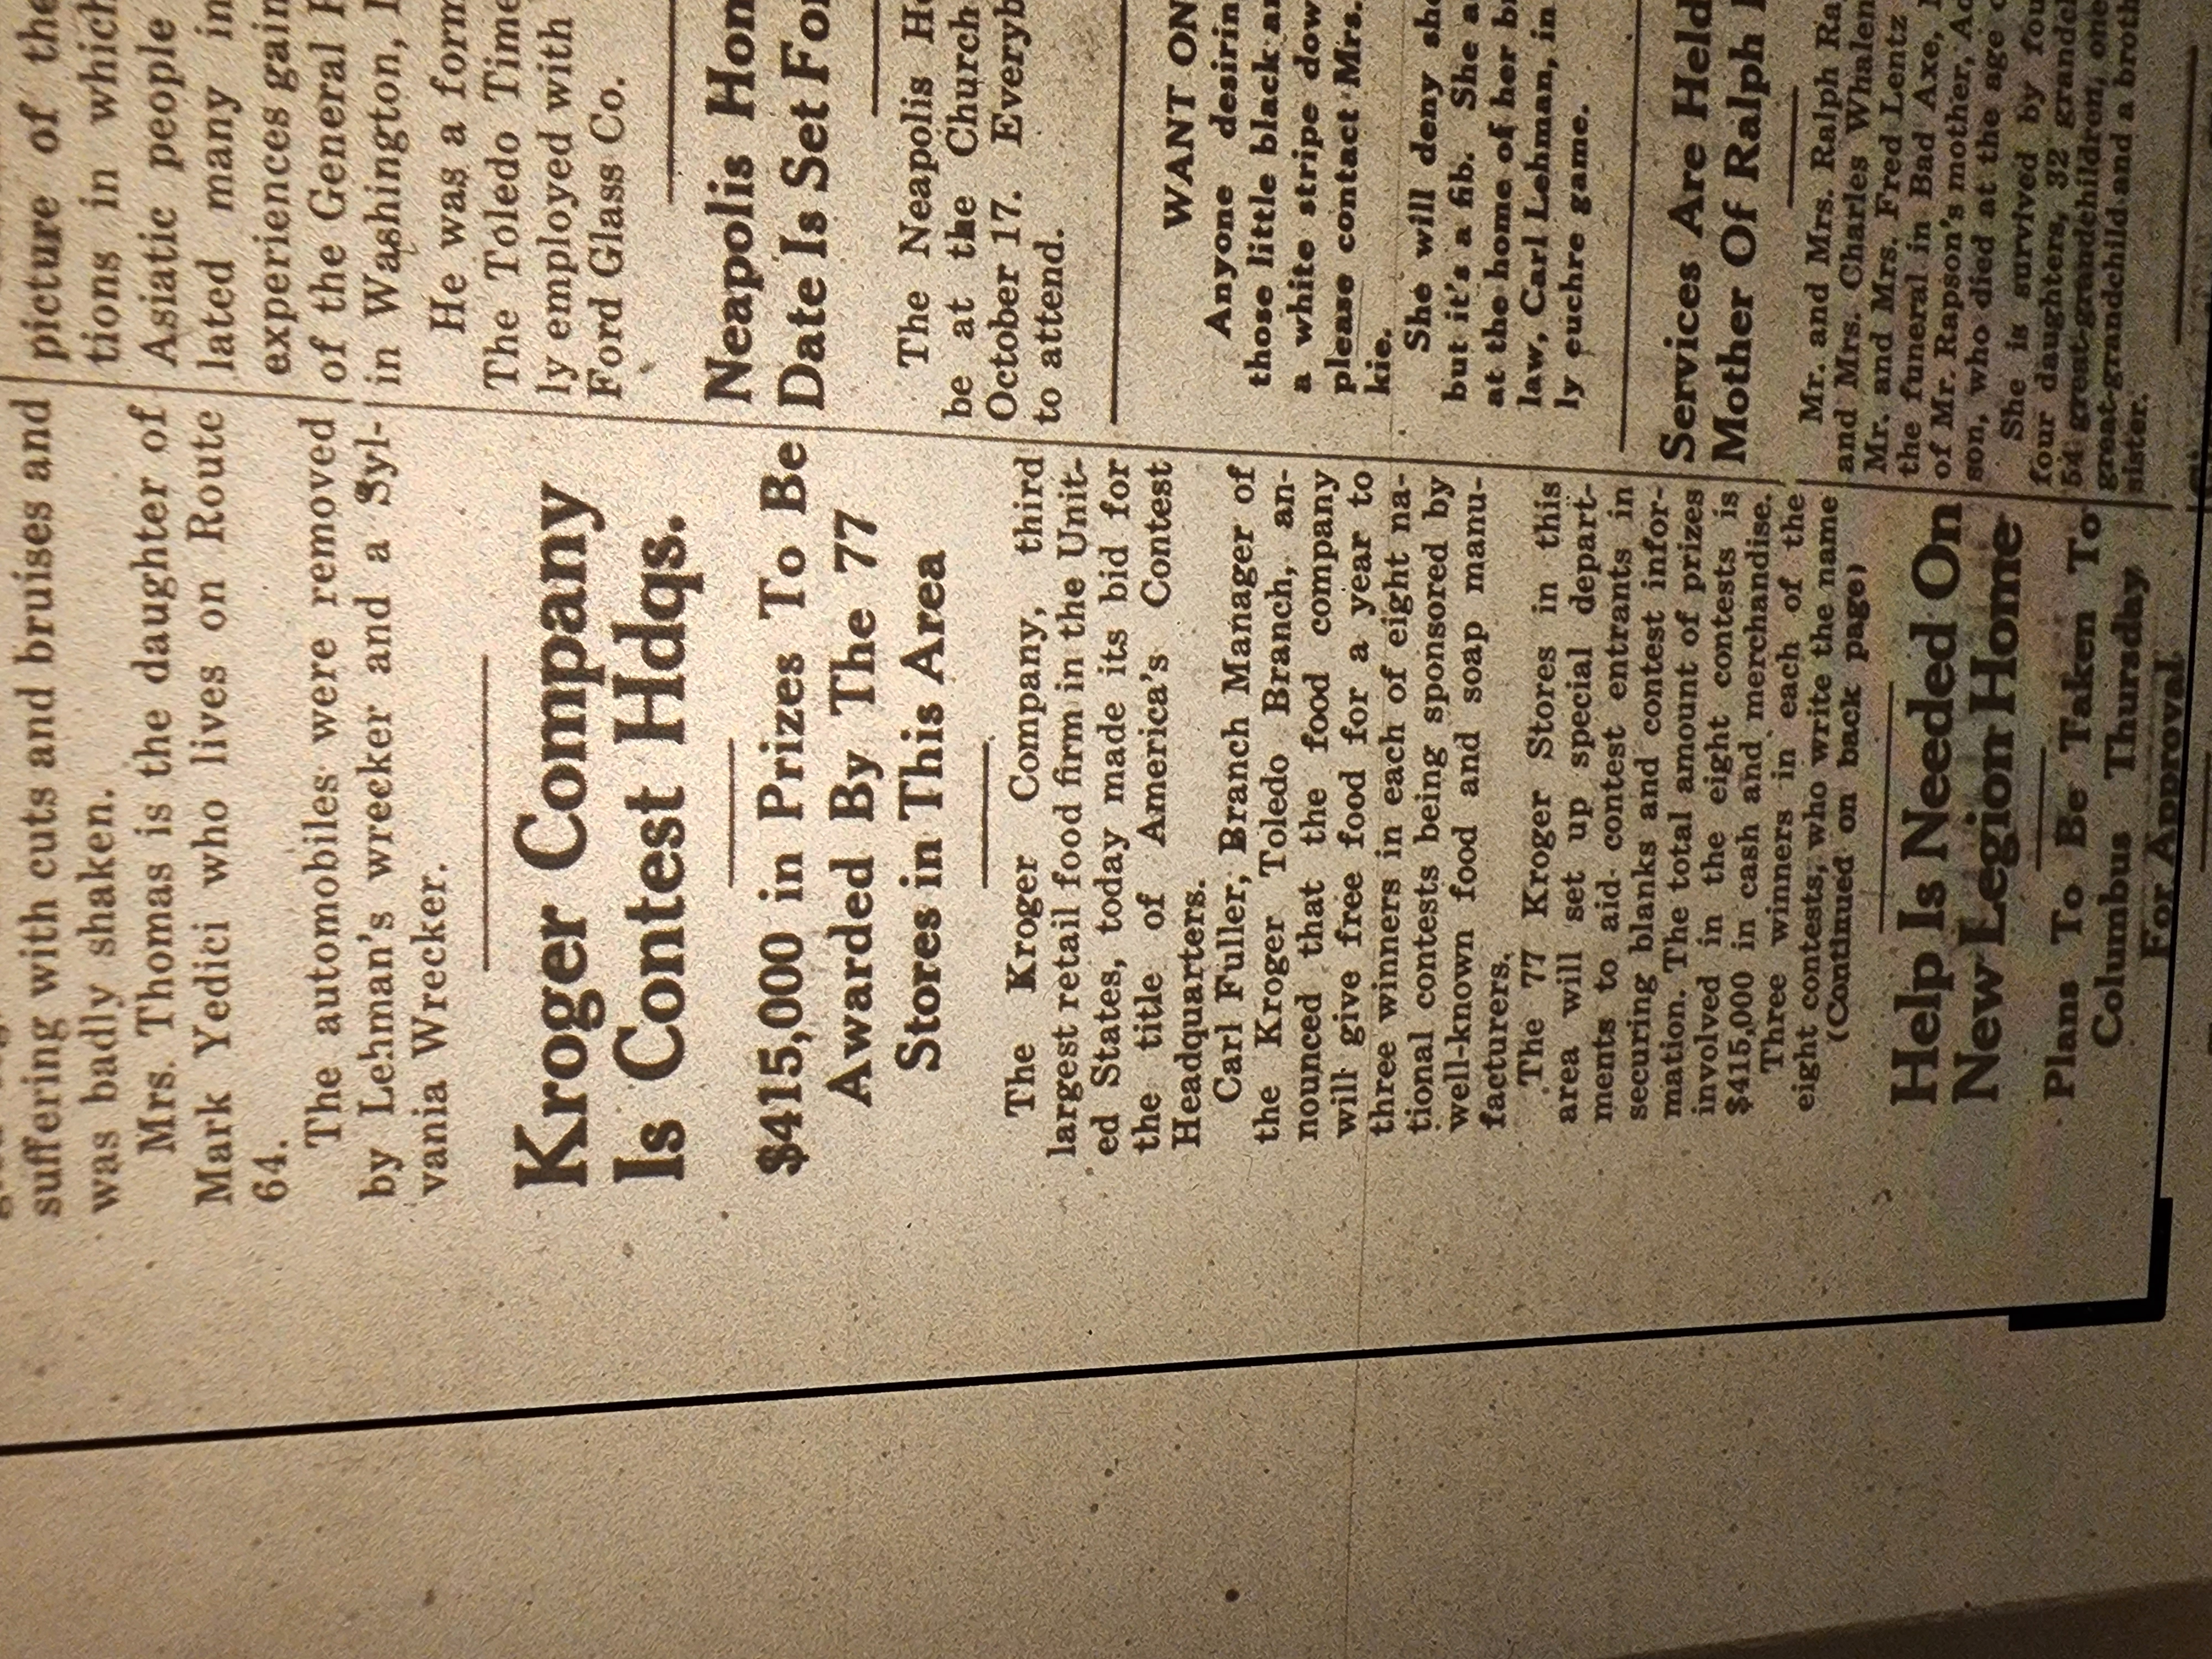 suffering with cuts and bruises and
was badly shaken.
Mrs. Thomas is the daughter of
Mark Yedici who lives on Route
64.
The automobiles were removed
by Lehman's wrecker and a Syl-
vania Wrecker.
Kroger Company
Is Contest Hdqs.
$415,000 in Prizes To Be
Awarded By The 77
Stores in This Area
The Kroger Company, third
largest retail food firm in the Unit-
ed States, today made its bid for
the title of America's Contest
Headquarters.
Carl Fuller, Branch Manager of
the Kroger Toledo Branch, an-
nounced that the food company
will give free food for a year to
three winners in each of eight na-
tional contests being sponsored by
well-known food and soap manu-
facturers.
The 77 Kroger Stores in this
area will set up special depart-
ments to aid contest entrants in
securing blanks and contest infor-
mation. The total amount of prizes
involved in the eight contests is
$415,000 in cash and merchandise.
Three winners in each of the
eight contests, who write the name
(Continued on back page)
Help Is Needed On
New Legion Home
Plans To Be Taken To
Columbus Thursday
For Approval
picture of the
tions in which
Asiatic people
lated many in
experiences gain
of the General
in Washington,
He was a form
The Toledo Time
ly employed with
Ford Glass Co.
Neapolis Hom
Date Is Set For
The Neapolis Ho
be at the Church
October 17. Everyb
to attend.
WANT ON
Anyone desirin
those little black a
a white stripe dow
please contact Mrs.
kie.
She will deny she
but it's a fib. She a
at the home of her b
law, Carl Lehman, in
ly euchre game.
Services Are Held
Mother Of Ralph
Mr. and Mrs. Ralph Ra
and Mrs. Charles Whalen
Mr. and Mrs. Fred Lentz
the funeral in Bad Axe,
of Mr. Rapson's mother, Ad
son, who died at the age
She is survived by fou
four daughters, 32 grandch
54 great-grandchildren, one
great-grandchild and a broth
sister.